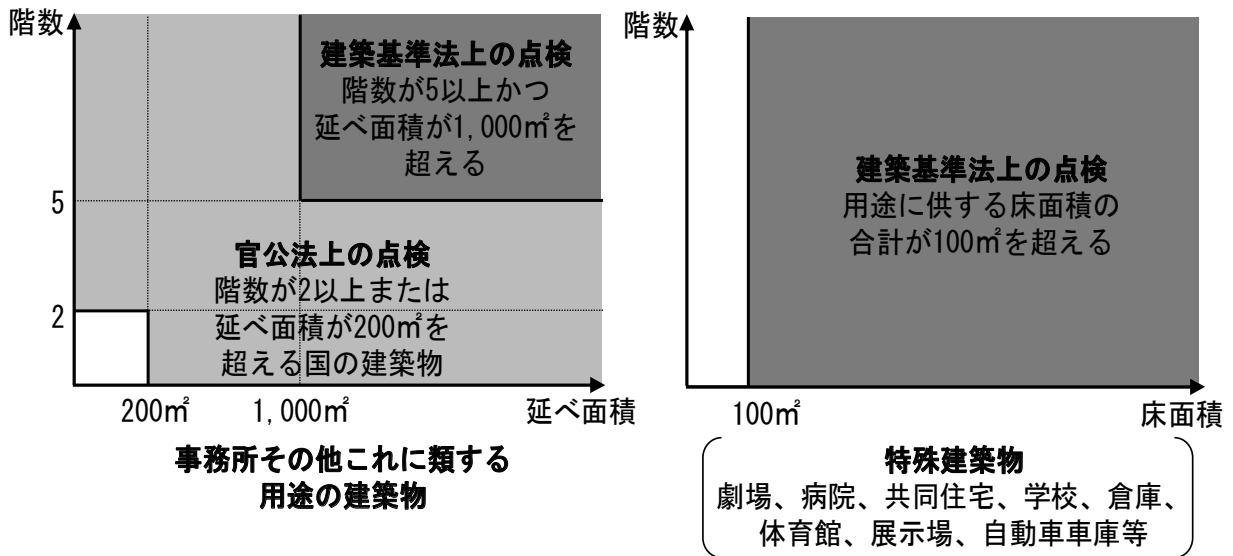 階数
建築基準法上の点検
階数が5以上かつ
延べ面積が1,000㎡を
超える
5
官公法上の点検
階数が2以上または
延べ面積が200㎡を
超える国の建築物
2
200㎡
1,000㎡
延べ面積
事務所その他これに類する
用途の建築物
階数
建築基準法上の点検
用途に供する床面積の
合計が100㎡を超える
100㎡
床面積
特殊建築物
劇場、病院、共同住宅、学校、倉庫、
体育館、展示場、自動車車庫等